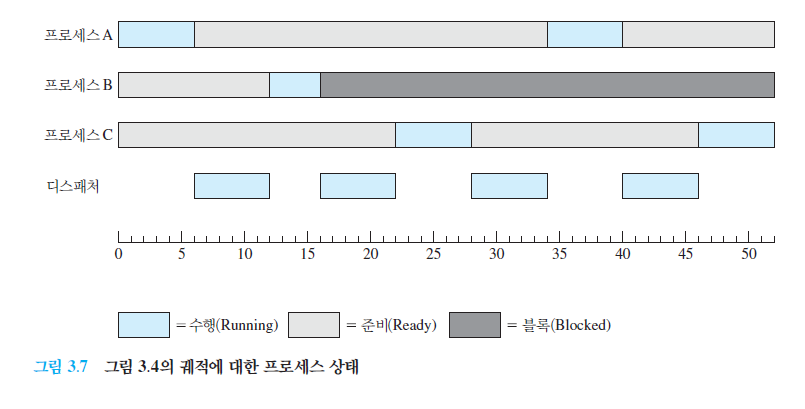 프로세스 A
프로세스 B
프로세스 C
디스패처
0 5 10 15 20 25 30 35 40 45 50
= 수행(Running) = 준비(Ready) = 블록(Blocked)
그림 3.7 그림 3.4의 궤적에 대한 프로세스 상태